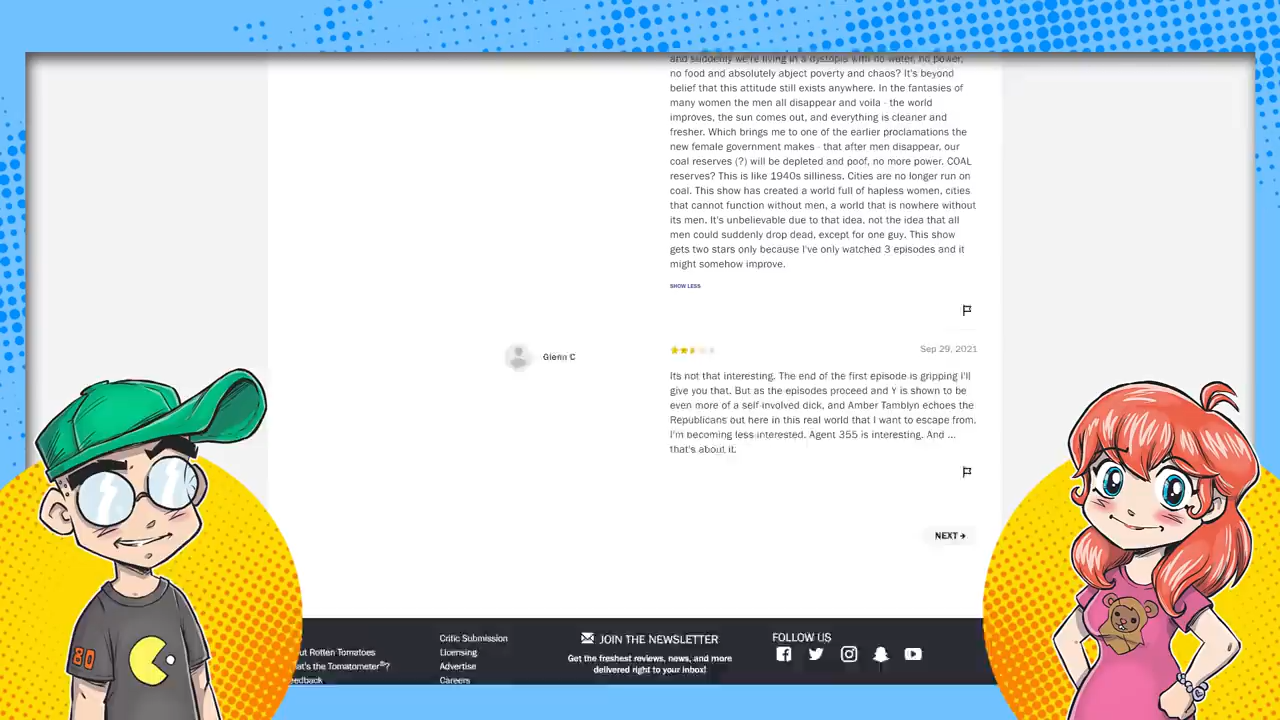 and suddenly we're living in a dystopis with no water, no power,
no food and absolutely abject poverty and chaos? It's beyond
belief that this attitude still exists anywhere. In the fantasies of
many women the men all disappear and voila - the world
improves, the sun comes out, and everything is cleaner and
fresher. Which brings me to one of the earlier proclamations the
new female government makes - that after men disappear, our
coal reserves (?) will be depleted and poof, no more power. COAL
reserves? This is like 1940s silliness. Cities are no longer run on
coal. This show has created a world full of hapless women, cities
that cannot function without men, a world that is nowhere without
its men. It's unbelievable due to that idea, not the idea that all
men could suddenly drop dead, except for one guy. This show
gets two stars only because I've only watched 3 episodes and it
might somehow improve.
SHOW LESS
Glenn C
Sep 29, 2021
Its not that interesting. The end of the first episode is gripping i'll
give you that. But as the episodes proceed and Y is shown to be
even more of a self-involved dick, and Amber Tamblyn echoes the
Republicans out here in this real world that I want to escape from.
I'm becoming less interested. Agent 355 is interesting. And ...
that's about it.
NEXT
80
ut Rotten Tomatoes
at's the Tomatometer®?
eedback
Critic Submission
Licensing
Advertise
Careers
JOIN THE NEWSLETTER
Get the freshest reviews, news, and more
delivered right to your inbox!
FOLLOW US